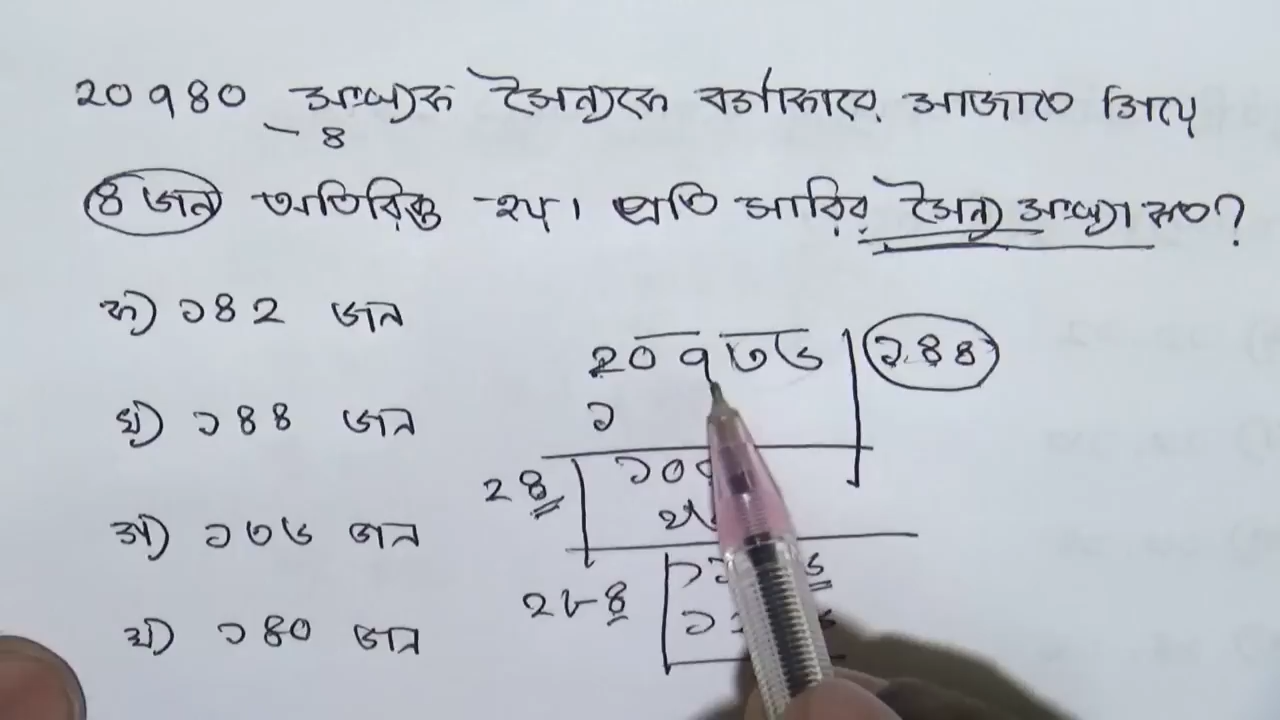 ২০৭৪০ সংখ্যক সৈন্যকে বর্গাকারে সাজাতে গিয়ে
- ৪
৪ জন অতিরিক্ত হয়। প্রতি সারির সৈন্য সংখ্যা কত?
ক) ১৪২ জন
খ) ১৪৪ জন
গ) ১৩৬ জন
ঘ) ১৪০ জন
২০৭৩৬ ১৪৪
১
২৪ ১০৭
২৮৪